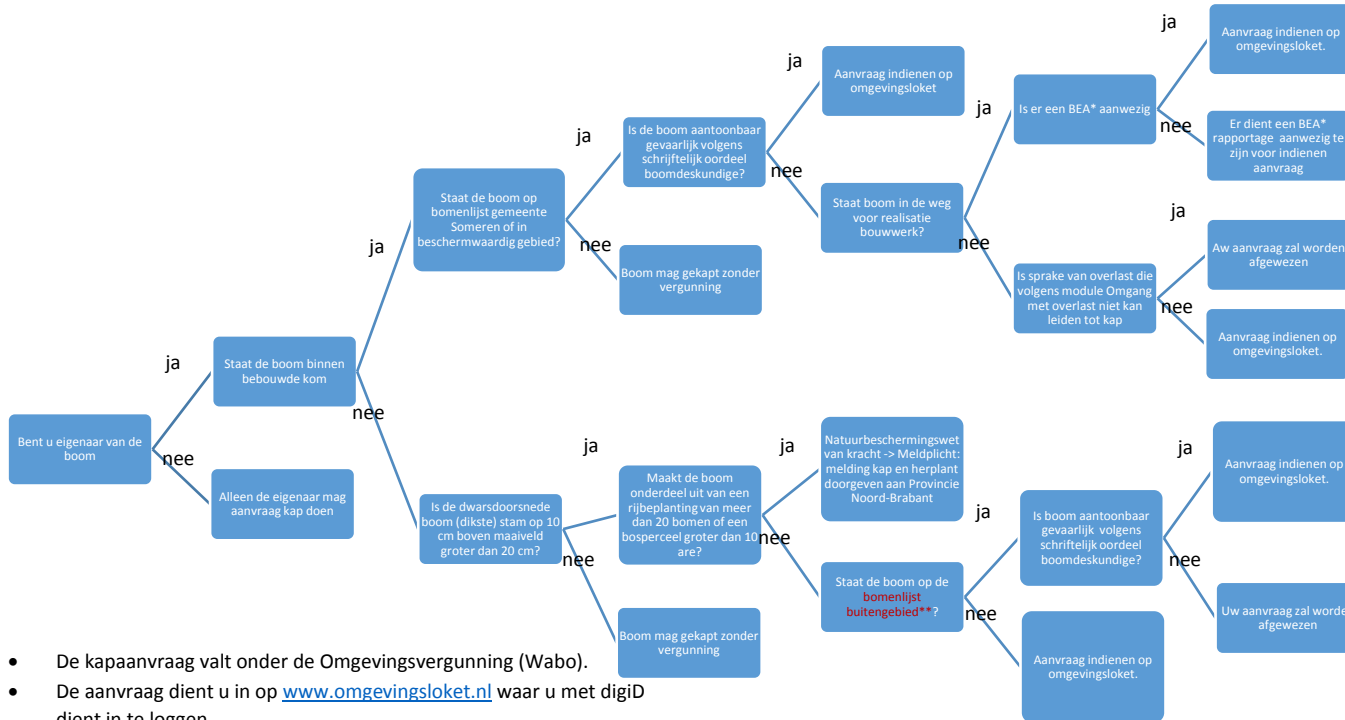 ja
Aanvraag indienen op
omgevingsloket.
ja
Aanvraag indienen op
omgevingsloket
ja
Is er een BEA* aanwezig
nee
Er dient een BEA*
rapportage aanwezig te
zijn voor indienen
aanvraag
ja
Is de boom aantoonbaar
gevaarlijk volgens
schrijftelijk oordeel
boomdeskundige?
nee
Staat boom in de weg
voor realisatie
bouwwerk?
nee
ja
Aw aanvraag zal worden
afgewezen
Is sprake van overlast die
volgens module Omgang
met overlast niet kan
leiden tot kap
nee
Aanvraag indienen op
omgevingsloket.
ja
Staat de boom op
bomenlijst gemeente
Someren of in
beschermwaardig gebied?
nee
Boom mag gekapt zonder
vergunning
ja
Staat de boom binnen
bebouwde kom
nee
Bent u eigenaar van de
boom
nee
Alleen de eigenaar mag
aanvraag kap doen
Is de dwarsdoorsnede
boom (dikste) stam op 10
cm boven maaiveld
groter dan 20 cm?
ja
nee
Maakt de boom
onderdeel uit van een
rijbeplanting van meer
dan 20 bomen of een
bosperceel groter dan 10
are?
ja
nee
Natuurbeschermingswet
van kracht -> Meldplicht:
melding kap en herplant
doorgeven aan Provincie
Noord-Brabant
Staat de boom op de
bomenlijst
buitengebied**?
ja
nee
Is boom aantoonbaar
gevaarlijk volgens
schriftelijk oordeel
boomdeskundige?
ja
nee
Aanvraag indienen op
omgevingsloket.
Uw aanvraag zal worde
afgewezen
Aanvraag indienen op
omgevingsloket.
Boom mag gekapt zonder
vergunning
• De kapaanvraag valt onder de Omgevingsvergunning (Wabo).
• De aanvraag dient u in op www.omgevingsloket.nl waar u met digiD
dient in te loggen